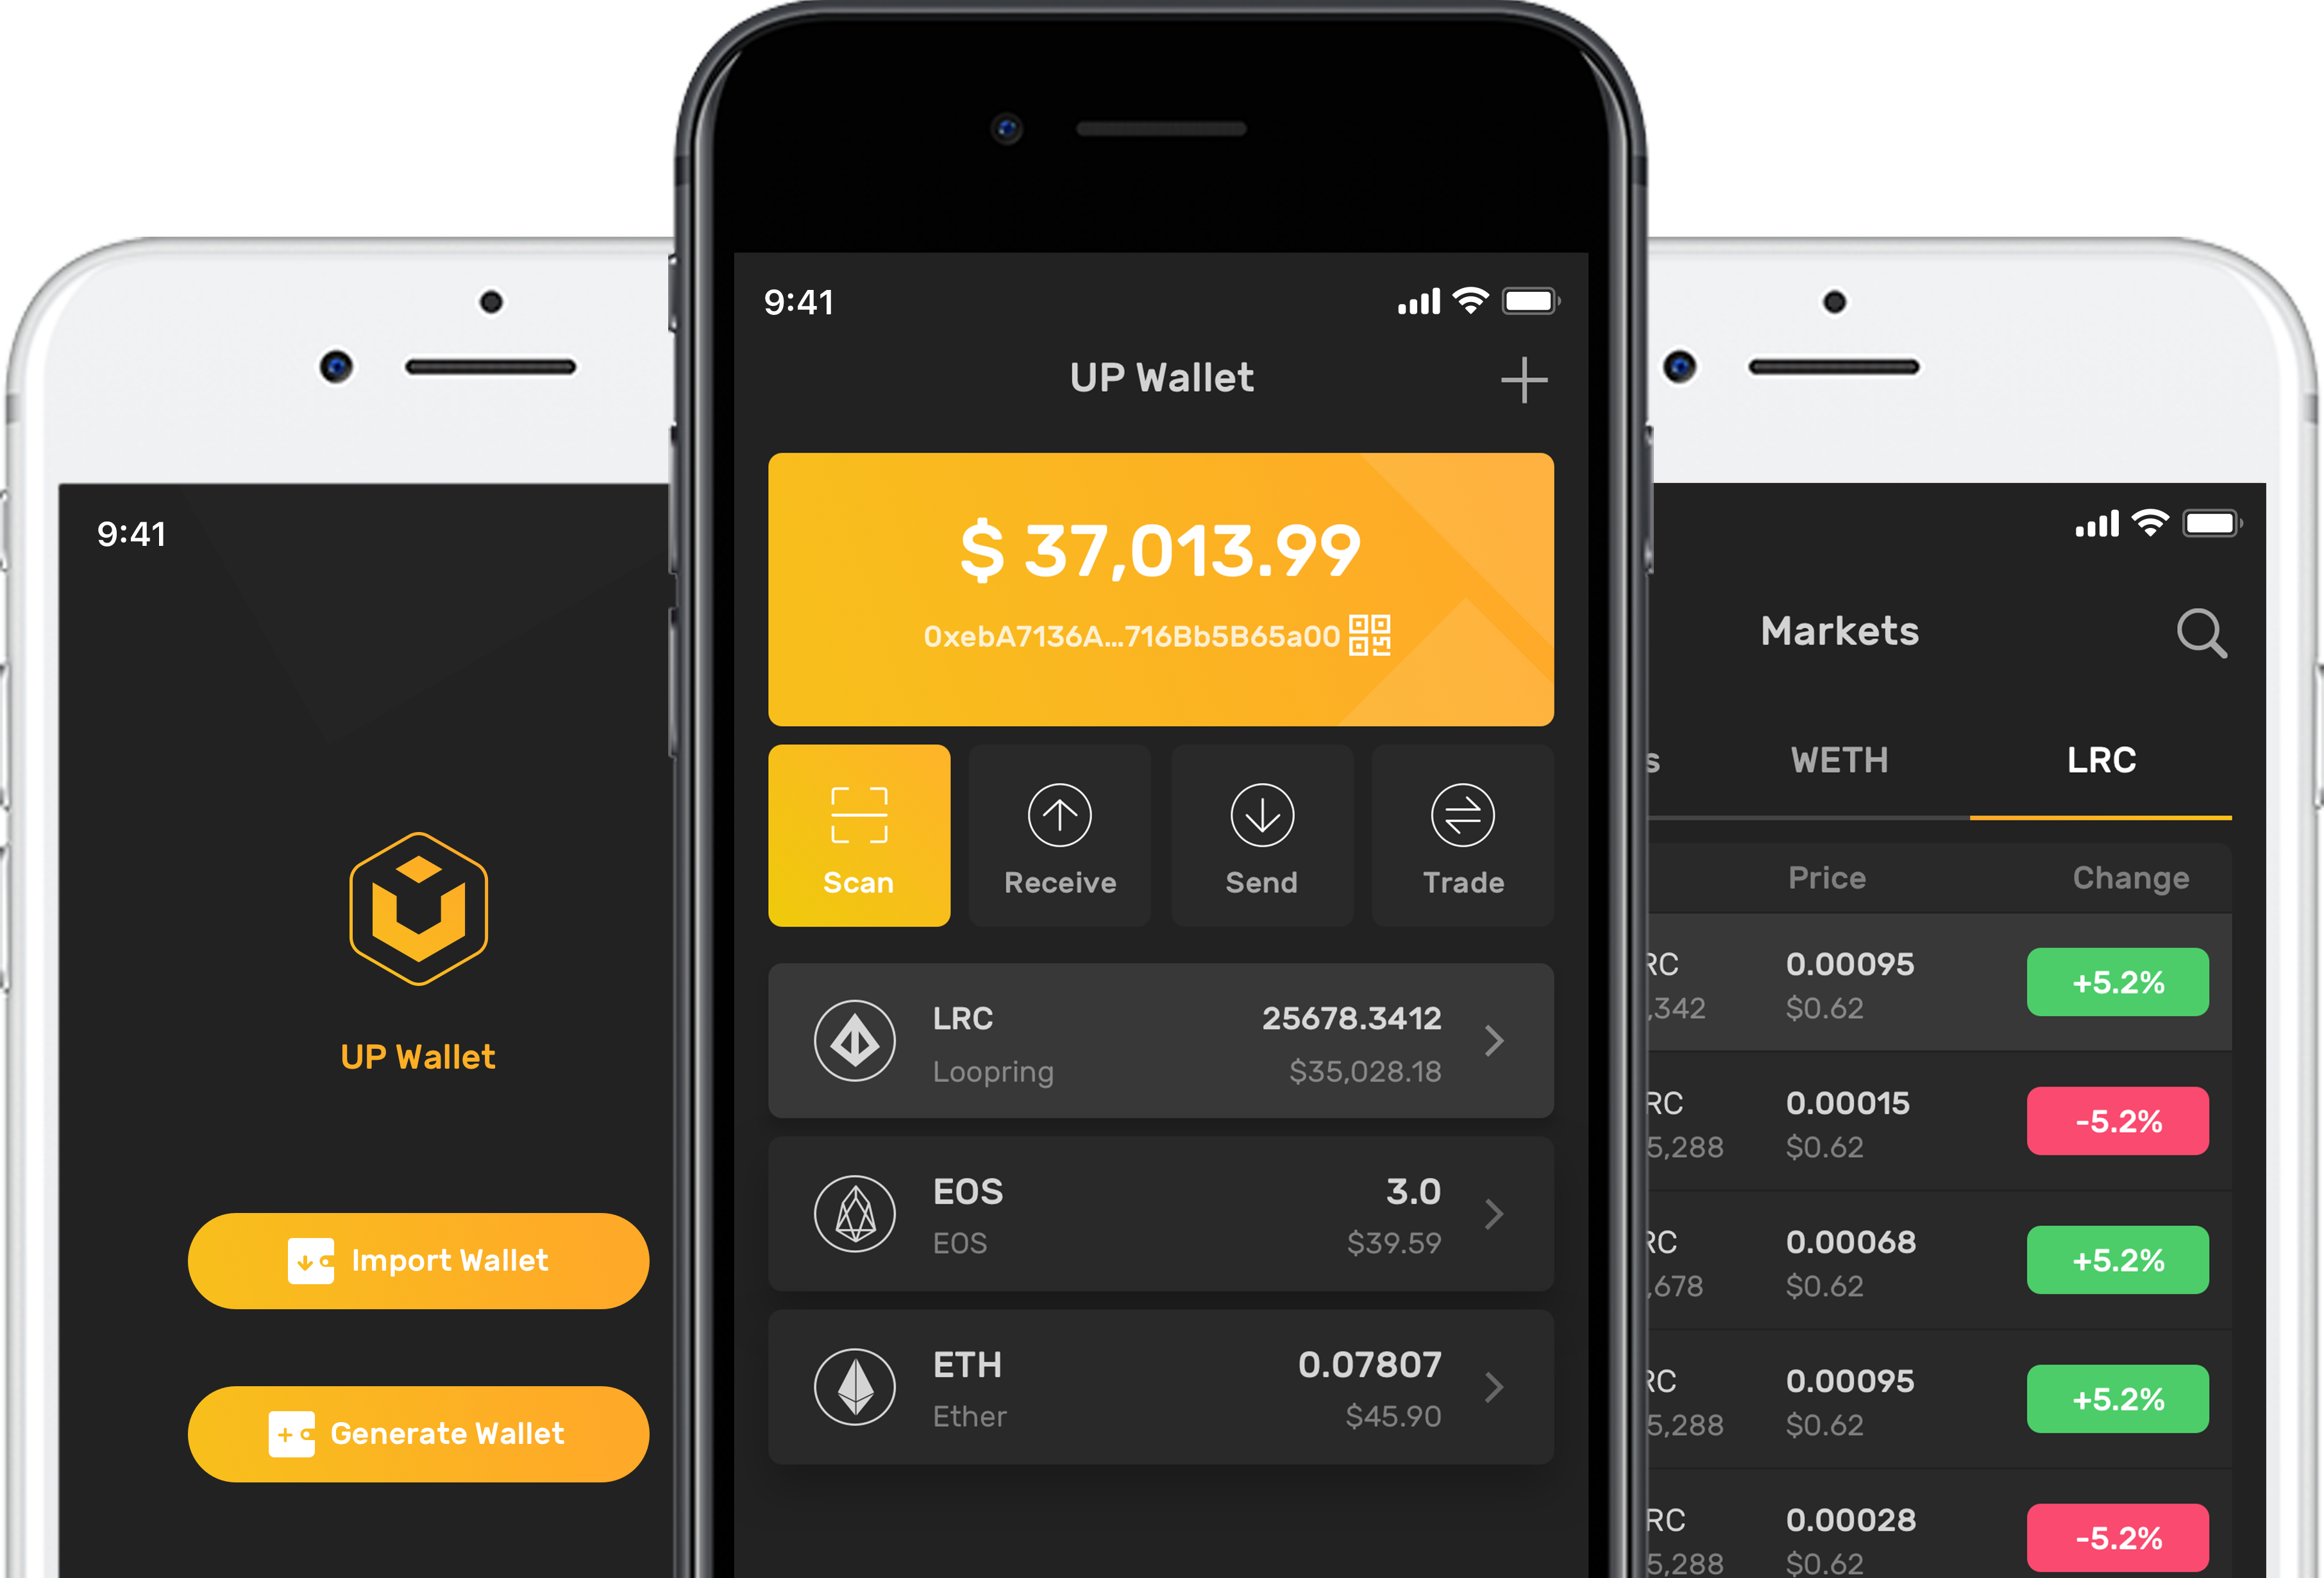 9:41
UP Wallet
Import Wallet
Generate Wallet
9:41
UP Wallet
$ 37,013.99
0xebA7136A...716Bb5B65a00
Scan
Receive
Send
Trade
LRC 25678.3412
Loopring $35,028.18
EOS 3.0
EOS $39.59
ETH 0.07807
Ether $45.90
Markets
s WETH LRC
Price Change
RC 0.00095 +5.2%
,342 $0.62
RC 0.00015 -5.2%
5,288 $0.62
RC 0.00068 +5.2%
,678 $0.62
RC 0.00095 +5.2%
5,288 $0.62
RC 0.00028 -5.2%
5,288 $0.62